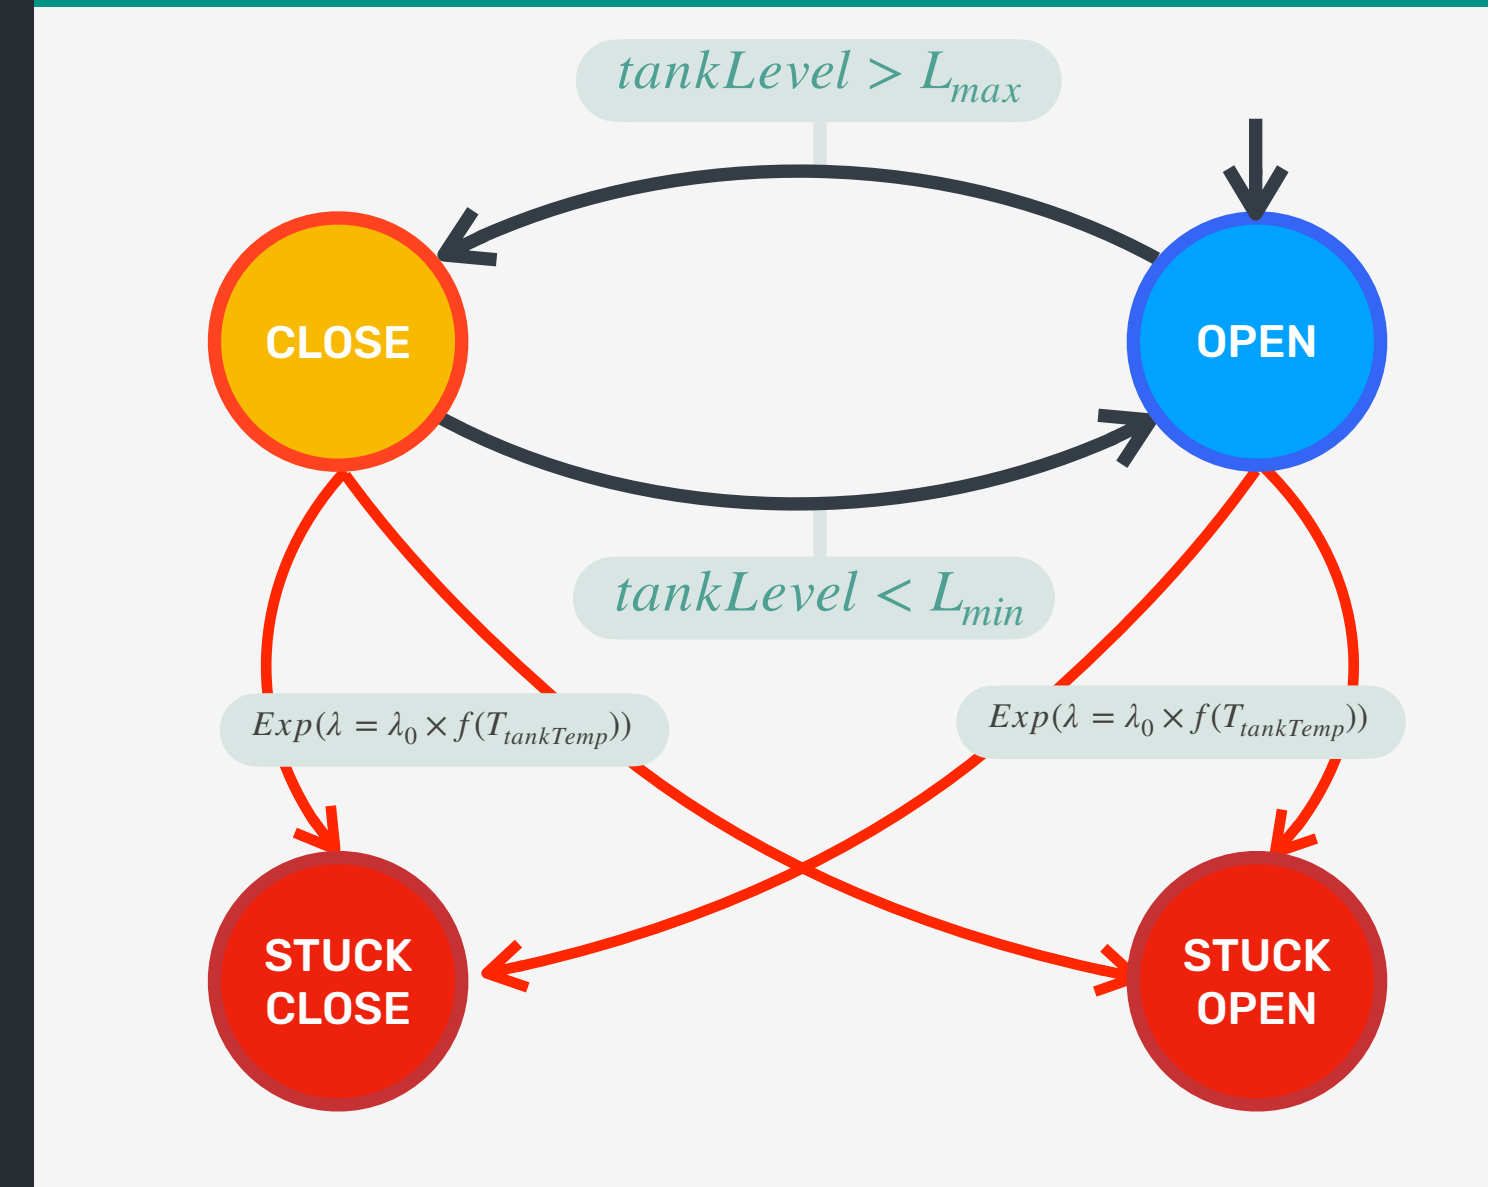 tankLevel > L_max
CLOSE
OPEN
tankLevel < L_min
Exp(λ = λ_0 × f(T_tankTemp))
Exp(λ = λ_0 × f(T_tankTemp))
STUCK
CLOSE
STUCK
OPEN